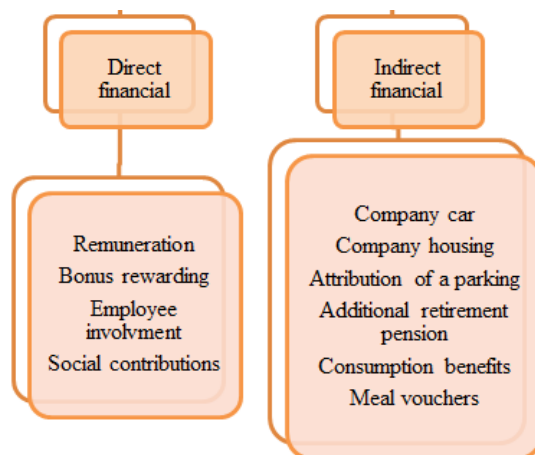 Direct
financial
Remuneration
Bonus rewarding
Employee
involvment
Social contributions
Indirect
financial
Company car
Company housing
Attribution of a parking
Additional retirement
pension
Consumption benefits
Meal vouchers